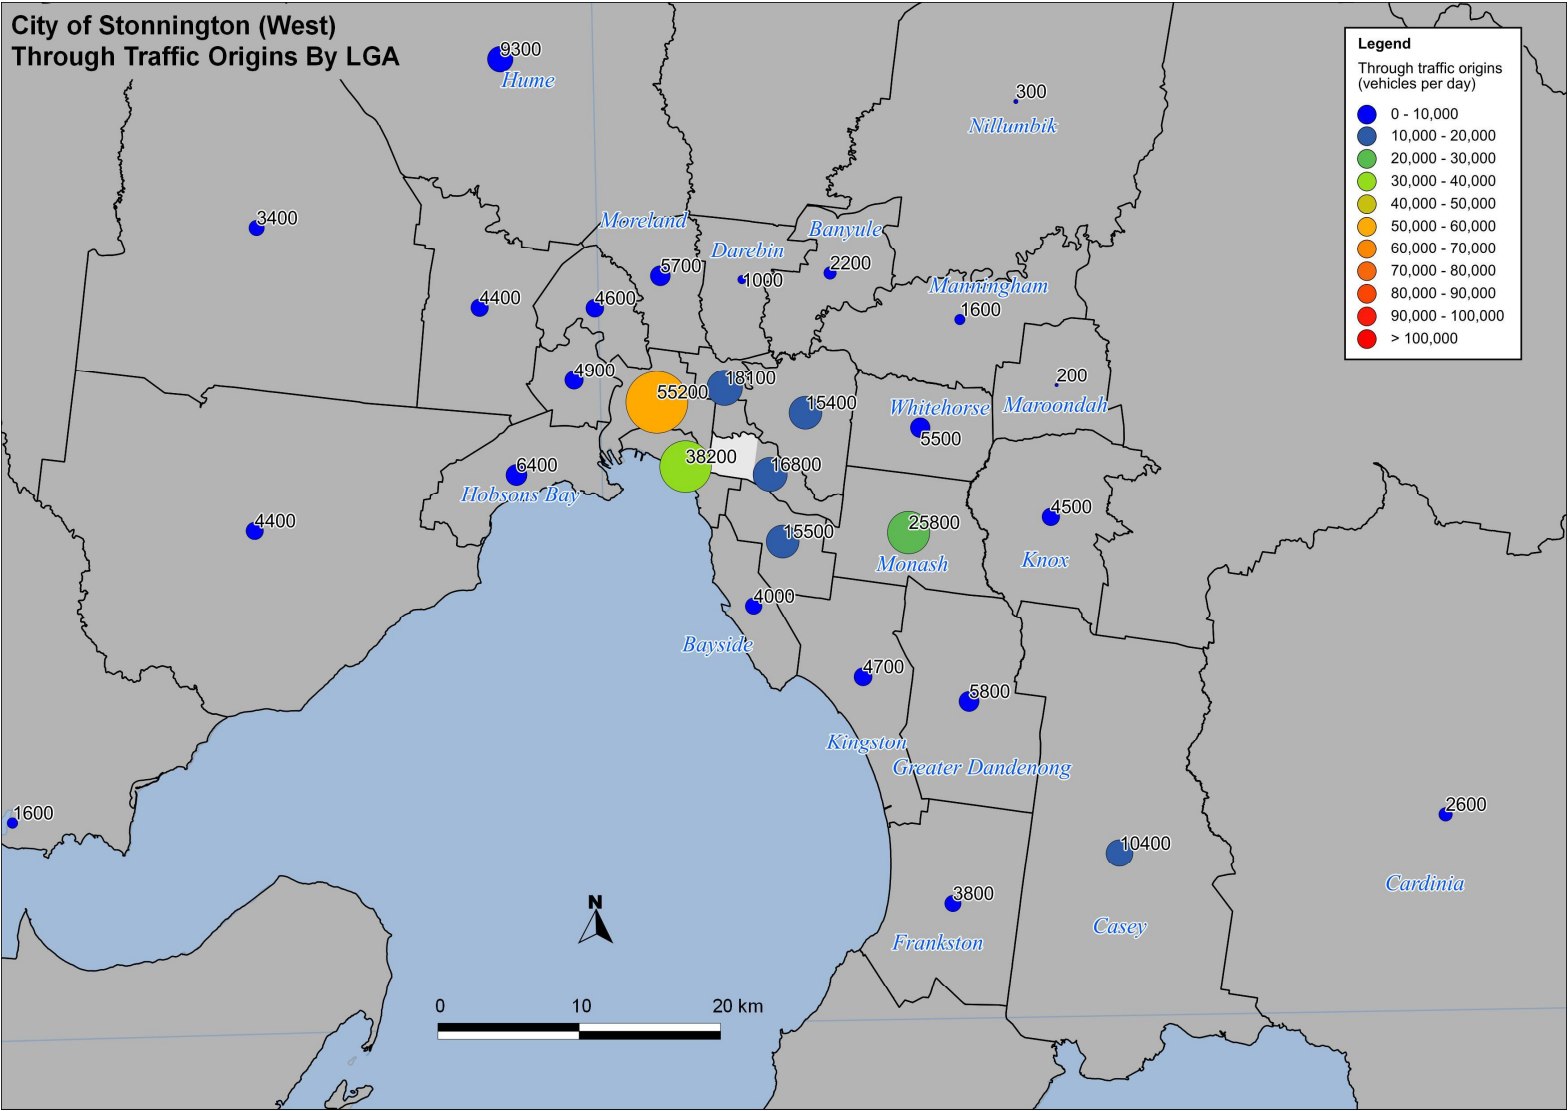 City of Stonnington (West)
Through Traffic Origins By LGA
Legend
Through traffic origins
(vehicles per day)
0 - 10,000
10,000 - 20,000
20,000 - 30,000
30,000 - 40,000
40,000 - 50,000
50,000 - 60,000
60,000 - 70,000
70,000 - 80,000
80,000 - 90,000
90,000 - 100,000
> 100,000
9300
Hume
300
Nillumbik
3400
Moreland
5700
Darebin
1000
Banyule
2200
Manningham
1600
4400
4600
4900
55200
18100
15400
Whitehorse
5500
200
Maroondah
38200
16800
6400
Hobsons Bay
4400
15500
25800
Monash
4500
Knox
4000
Bayside
4700
Kingston
5800
Greater Dandenong
1600
2600
Cardinia
10400
Casey
3800
Frankston
N
0 10 20 km